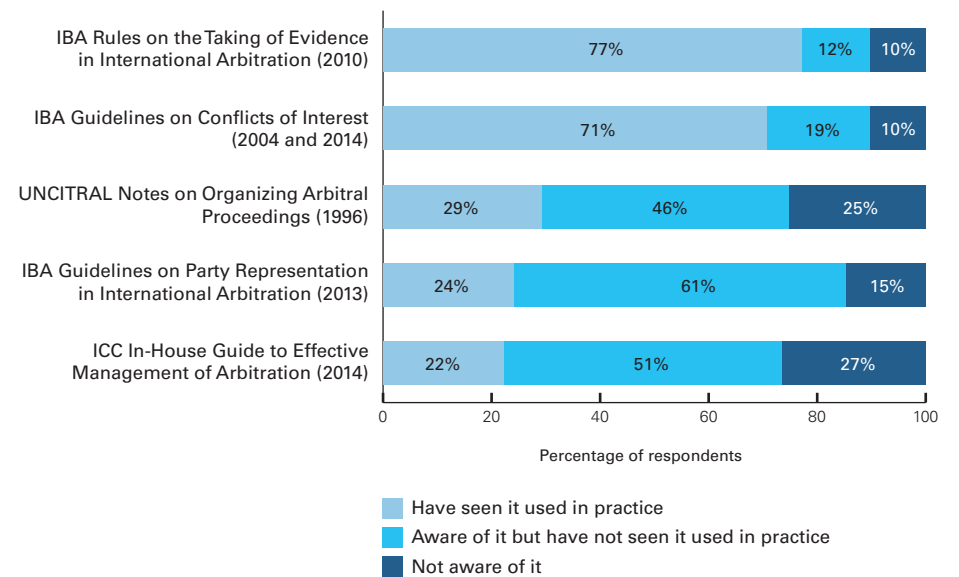 IBA Rules on the Taking of Evidence
in International Arbitration (2010)
77%
12%
10%
IBA Guidelines on Conflicts of Interest
(2004 and 2014)
71%
19%
10%
UNCITRAL Notes on Organizing Arbitral
Proceedings (1996)
29%
46%
25%
IBA Guidelines on Party Representation
in International Arbitration (2013)
24%
61%
15%
ICC In-House Guide to Effective
Management of Arbitration (2014)
22%
51%
27%
0 20 40 60 80 100
Percentage of respondents
Have seen it used in practice
Aware of it but have not seen it used in practice
Not aware of it